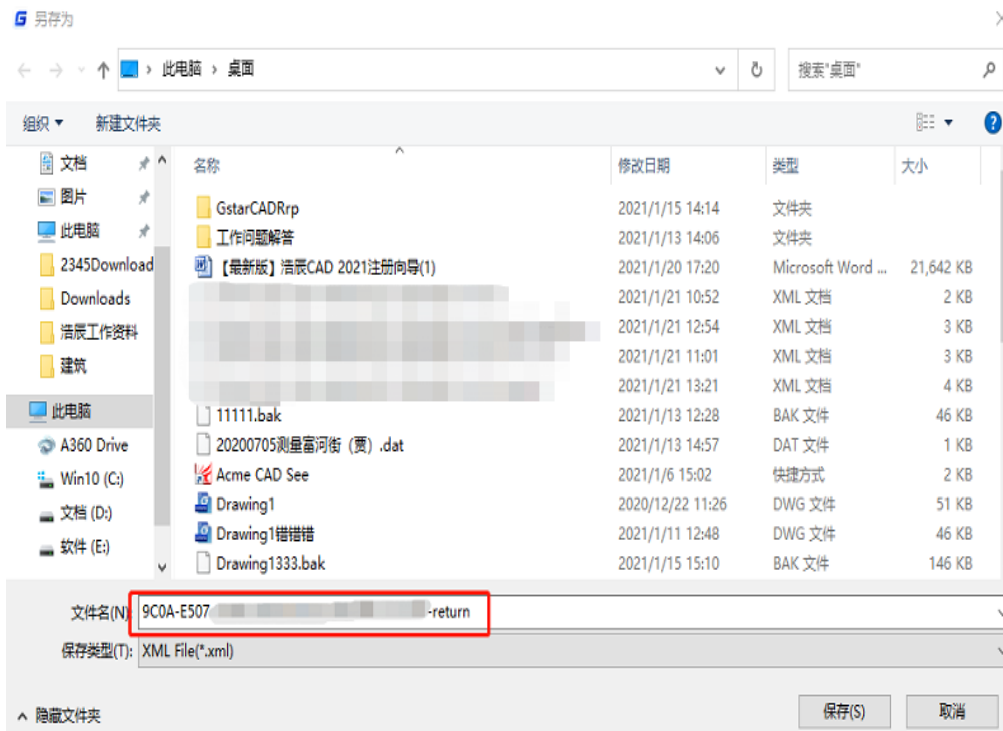 另存为
此电脑 › 桌面
搜索"桌面"
组织 新建文件夹
名称 修改日期 类型 大小
文档
图片
此电脑
2345Download
Downloads
浩辰工作资料
建筑
此电脑
A360 Drive
Win10 (C:)
文档 (D:)
软件 (E:)
GstarCADRrp 2021/1/15 14:14 文件夹
工作问题解答 2021/1/13 14:06 文件夹
【最新版】浩辰CAD 2021注册向导(1) 2021/1/20 17:20 Microsoft Word ... 21,642 KB
2021/1/21 10:52 XML 文档 2 KB
2021/1/21 12:54 XML 文档 3 KB
2021/1/21 11:01 XML 文档 3 KB
2021/1/21 13:21 XML 文档 4 KB
11111.bak 2021/1/13 12:28 BAK 文件 46 KB
20200705测量富河街（贾）.dat 2021/1/13 14:57 DAT 文件 1 KB
Acme CAD See 2021/1/6 15:02 快捷方式 2 KB
Drawing1 2020/12/22 11:26 DWG 文件 51 KB
Drawing1错错错 2021/1/11 12:48 DWG 文件 46 KB
Drawing1333.bak 2021/1/15 15:10 BAK 文件 146 KB
文件名(N): 9C0A-E507 -return
保存类型(T): XML File(*.xml)
隐藏文件夹 保存(S) 取消